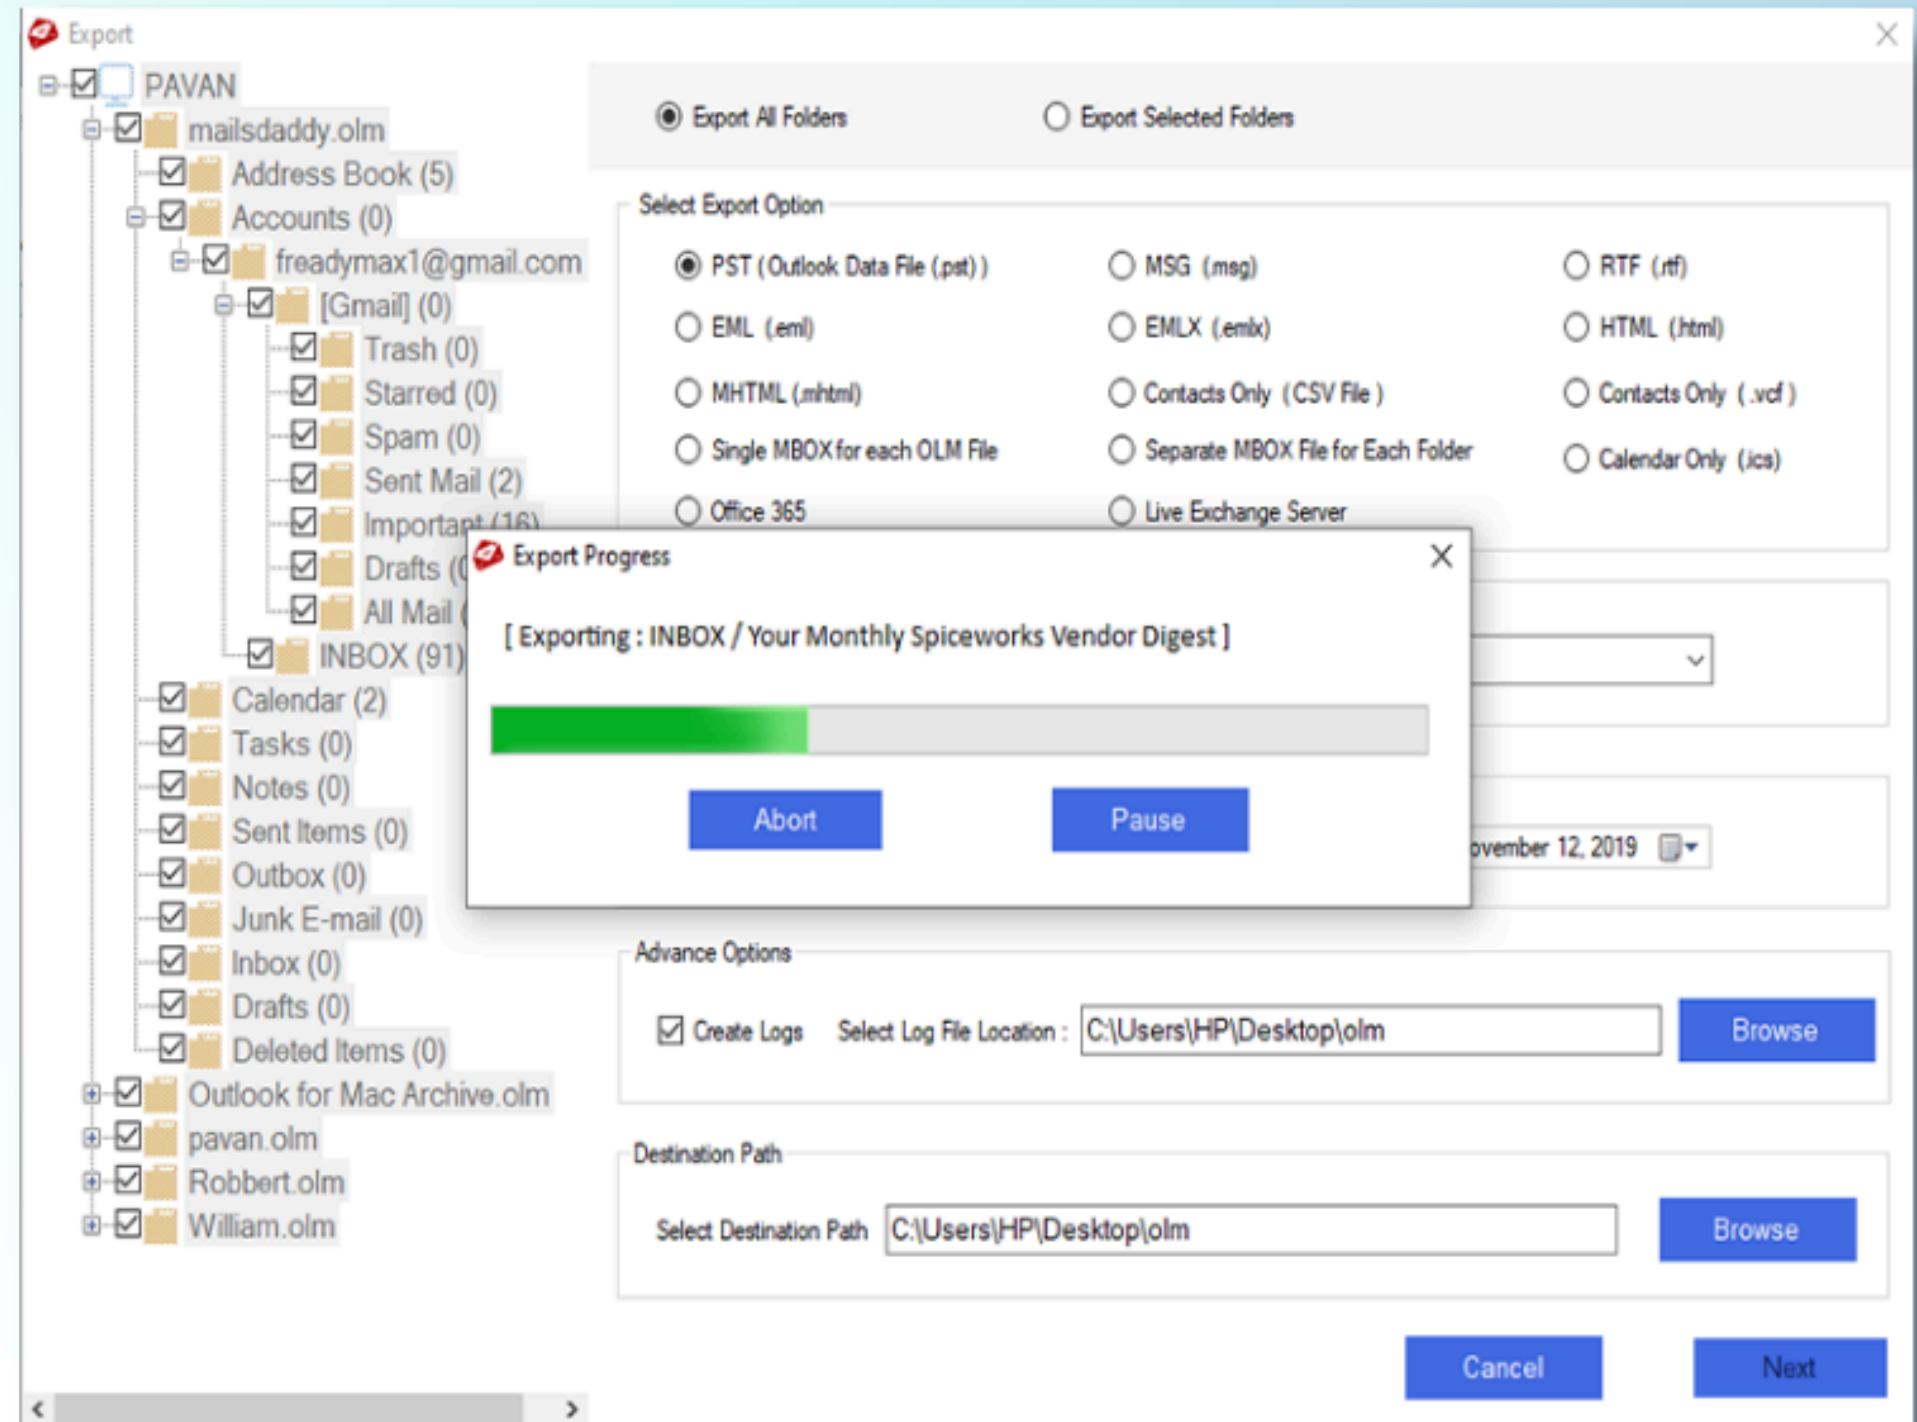 Export
PAVAN
mailsdaddy.olm
Address Book (5)
Accounts (0)
freadymax1@gmail.com
[Gmail] (0)
Trash (0)
Starred (0)
Spam (0)
Sent Mail (2)
Important (16)
Drafts (0
All Mail (
INBOX (91)
Calendar (2)
Tasks (0)
Notes (0)
Sent Items (0)
Outbox (0)
Junk E-mail (0)
Inbox (0)
Drafts (0)
Deleted Items (0)
Outlook for Mac Archive.olm
pavan.olm
Robbert.olm
William.olm
Export All Folders Export Selected Folders
Select Export Option
PST ( Outlook Data File (.pst) ) MSG (.msg) RTF (.rtf)
EML (.eml) EMLX (.emlx) HTML (.html)
MHTML (.mhtml) Contacts Only ( CSV File ) Contacts Only ( .vcf )
Single MBOX for each OLM File Separate MBOX File for Each Folder Calendar Only (.ics)
Office 365 Live Exchange Server
Export Progress
[ Exporting : INBOX / Your Monthly Spiceworks Vendor Digest ]
Abort Pause
ovember 12, 2019
Advance Options
Create Logs Select Log File Location : C:\Users\HP\Desktop\olm Browse
Destination Path
Select Destination Path C:\Users\HP\Desktop\olm Browse
Cancel Next